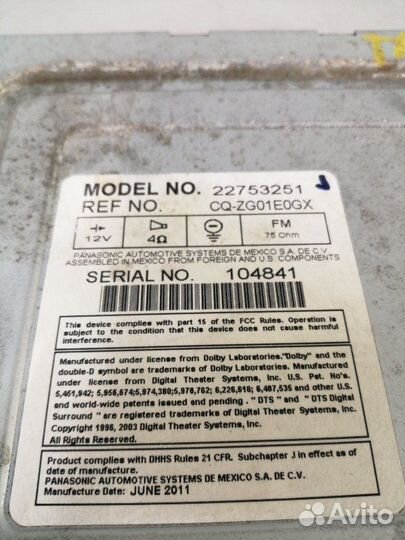 MODEL NO. 22753251
REF NO. CQ-ZG01E0GX
12V
4Ω
FM
75 Ohm
PANASONIC AUTOMOTIVE SYSTEMS DE MEXICO S.A. DE C.V.
ASSEMBLED IN MEXICO FROM FOREIGN AND U.S. COMPONENTS
SERIAL NO. 104841
This device complies with part 15 of the FCC Rules. Operation is
subject to the condition that this device does not cause harmful
interference.
Manufactured under license from Dolby Laboratories."Dolby" and the
double-D symbol are trademarks of Dolby Laboratories. Manufactured
under license from Digital Theater Systems, Inc. U.S. Pat. No's.
5,451,942; 5,956,674;5,974,380;5,978,762; 6,226,616; 6,487,535 and other U.S.
and world-wide patents issued and pending. "DTS" and "DTS Digital
Surround" are registered trademarks of Digital Theater Systems, Inc.
Copyright 1996, 2003 Digital Theater Systems, Inc.
All Rights Reserved.
Product complies with DHHS Rules 21 CFR. Subchapter J in effect as of
date of manufacture.
PANASONIC AUTOMOTIVE SYSTEMS DE MEXICO S.A. DE C.V.
Manufacture Date: JUNE 2011
Avito